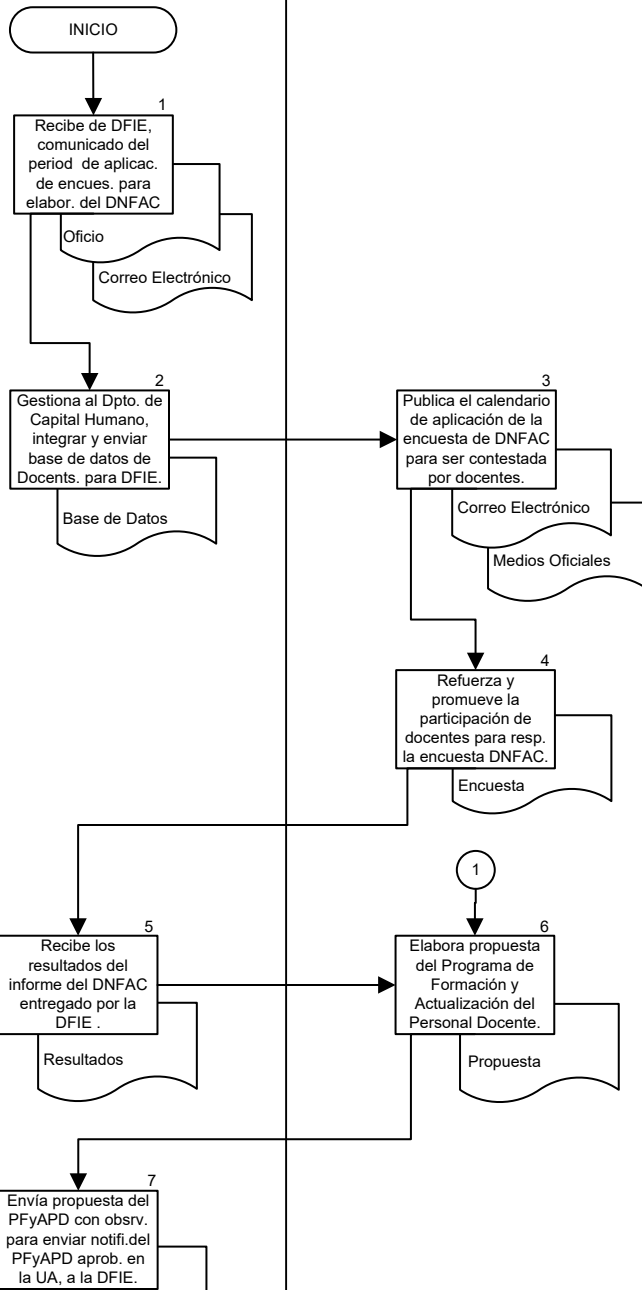 INICIO
1
Recibe de DFIE,
comunicado del
period  de aplicac.
de encues. para
elabor. del DNFAC
Oficio
Correo Electrónico
2
Gestiona al Dpto. de
Capital Humano,
integrar y enviar
base de datos de
Docents. para DFIE.
Base de Datos
3
Publica el calendario
de aplicación de la
encuesta de DNFAC
para ser contestada
por docentes.
Correo Electrónico
Medios Oficiales
4
Refuerza y
promueve la
participación de
docentes para resp.
la encuesta DNFAC.
Encuesta
5
Recibe los
resultados del
informe del DNFAC
entregado por la
DFIE .
Resultados
1
6
Elabora propuesta
del Programa de
Formación y
Actualización del
Personal Docente.
Propuesta
7
Envía propuesta del
PFyAPD con obsrv.
para enviar notifi.del
PFyAPD aprob. en
la UA, a la DFIE.